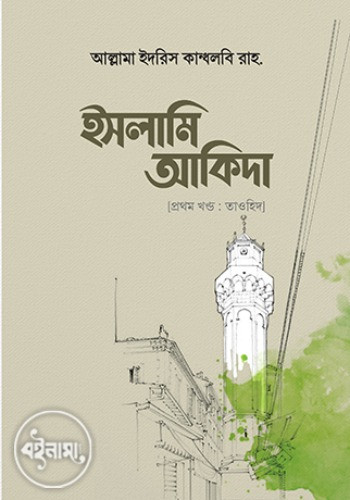 আল্লামা ইদরিস কান্ধলবি রাহ.
ইসলামি
আকিদা
[প্রথম খণ্ড : তাওহিদ]
বইনামা